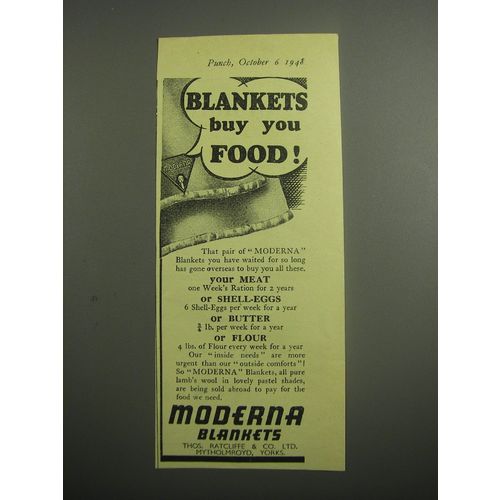 Punch, October 6 1948
BLANKETS
buy you
FOOD!
MODERNA
That pair of "MODERNA"
Blankets you have waited for so long
has gone overseas to buy you all these.
your MEAT
one Week's Ration for 2 years
or SHELL-EGGS
6 Shell-Eggs per week for a year
or BUTTER
¾ lb. per week for a year
or FLOUR
4 lbs. of Flour every week for a year
Our "inside needs" are more
urgent than our "outside comforts"!
So "MODERNA" Blankets, all pure
lamb's wool in lovely pastel shades,
are being sold abroad to pay for the
food we need.
MODERNA
BLANKETS
THOS. RATCLIFFE & CO. LTD.
MYTHOLMROYD, YORKS.